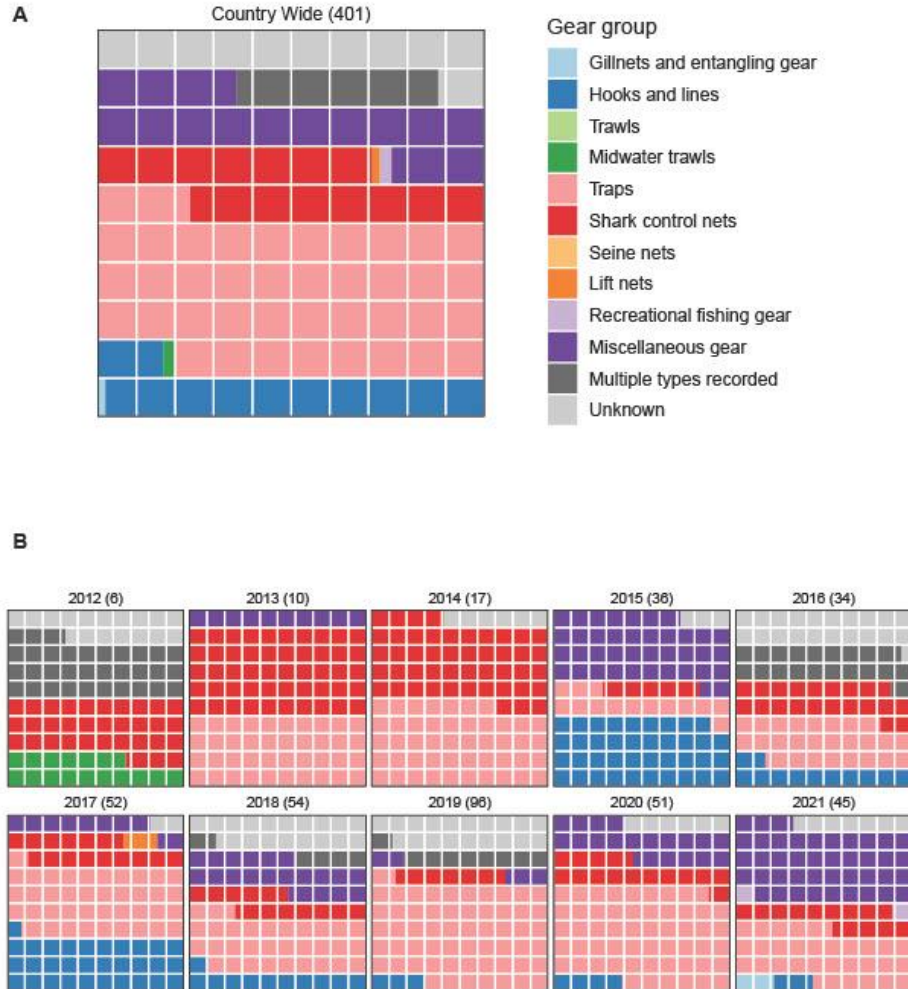 A
Country Wide (401)
Gear group
Gillnets and entangling gear
Hooks and lines
Trawls
Midwater trawls
Traps
Shark control nets
Seine nets
Lift nets
Recreational fishing gear
Miscellaneous gear
Multiple types recorded
Unknown
B
2012 (6) 2013 (10) 2014 (17) 2015 (36) 2016 (34)
2017 (52) 2018 (54) 2019 (96) 2020 (51) 2021 (45)